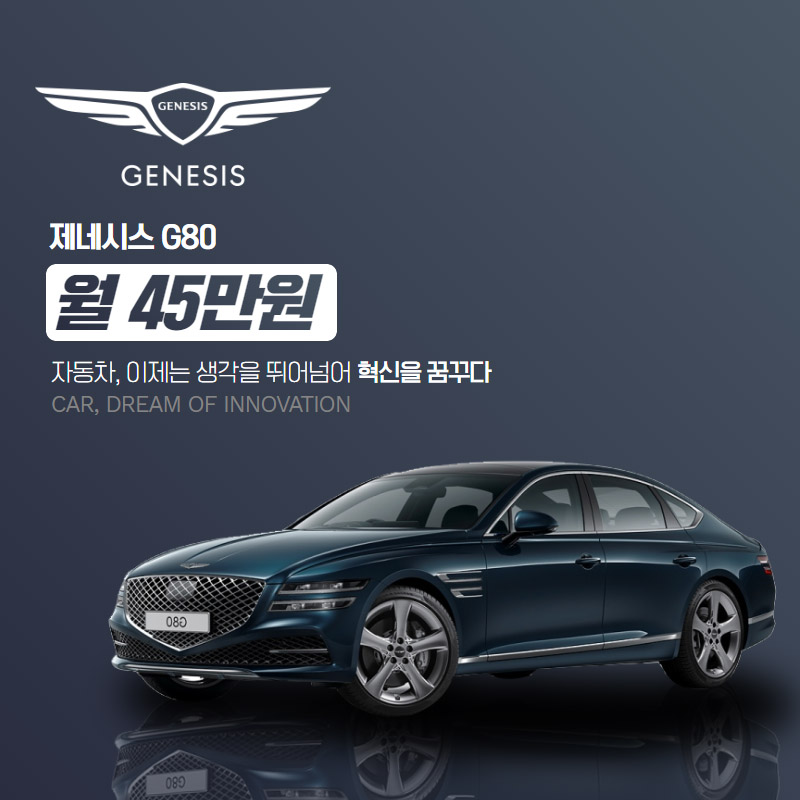 GENESIS
GENESIS
제네시스 G80
월 45만원
자동차, 이제는 생각을 뛰어넘어 혁신을 꿈꾸다
CAR, DREAM OF INNOVATION
G80
G80